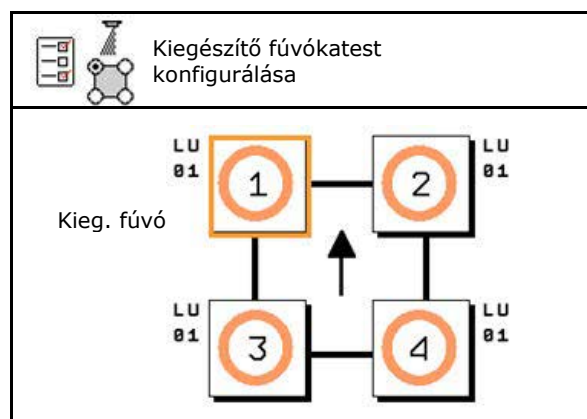 Kiegészítő fúvókatest
konfigurálása
LU
01
1
2
LU
01
Kieg. fúvó
LU
01
3
4
LU
01